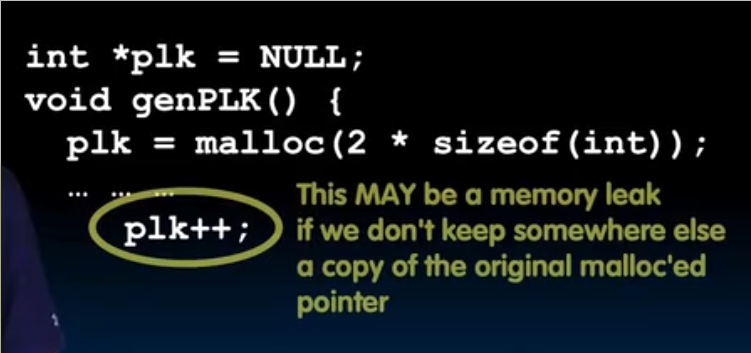 int *plk = NULL;
void genPLK() {
plk = malloc(2 * sizeof(int));
… … …
This MAY be a memory leak
plk++;
if we don't keep somewhere else
a copy of the original malloc'ed
pointer